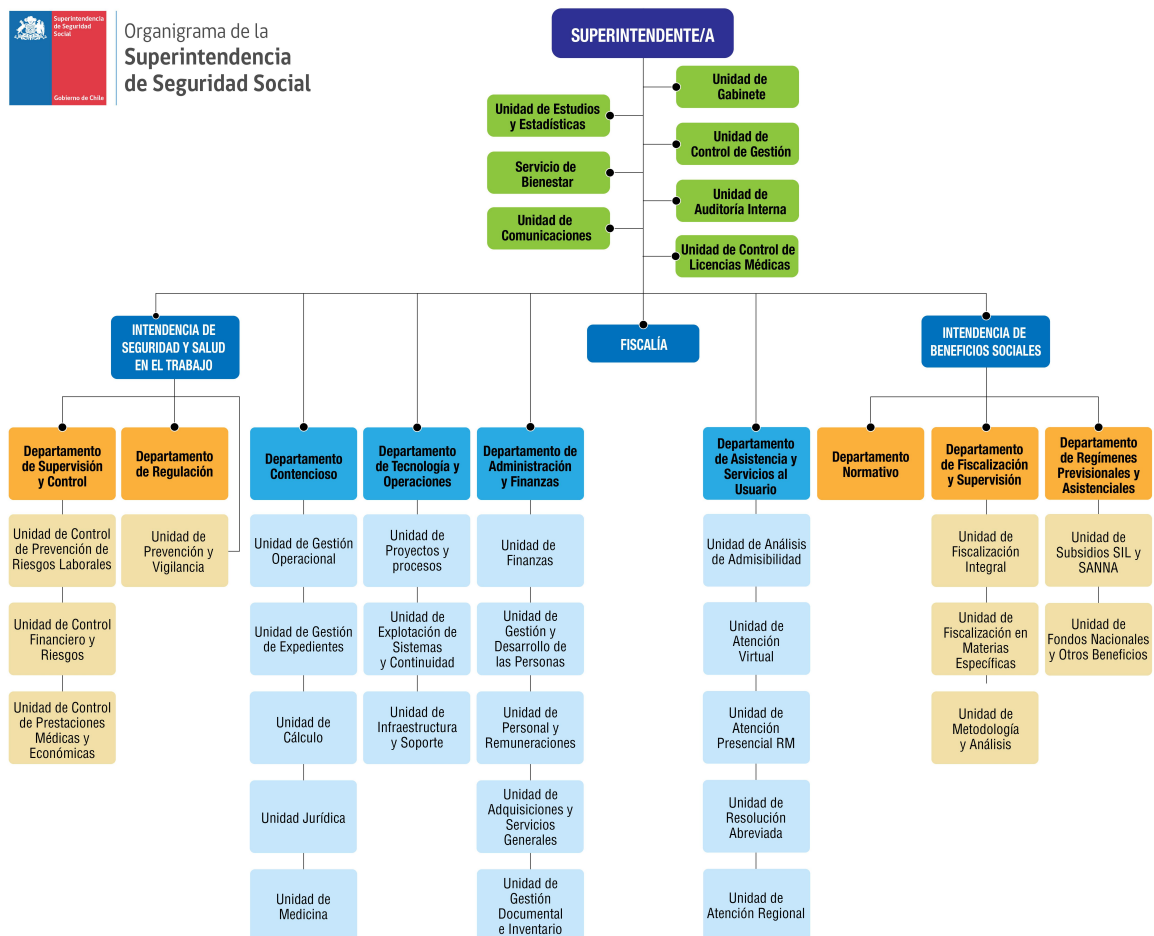 Superintendencia
de Seguridad
Social
Gobierno de Chile
Organigrama de la
Superintendencia
de Seguridad Social
SUPERINTENDENTE/A
Unidad de
Gabinete
Unidad de Estudios
y Estadísticas
Unidad de
Control de Gestión
Servicio de
Bienestar
Unidad de
Auditoría Interna
Unidad de
Comunicaciones
Unidad de Control de
Licencias Médicas
INTENDENCIA DE
SEGURIDAD Y SALUD
EN EL TRABAJO
FISCALÍA
INTENDENCIA DE
BENEFICIOS SOCIALES
Departamento
de Supervisión
y Control
Departamento
de Regulación
Departamento
Contencioso
Departamento
de Tecnología y
Operaciones
Departamento de
Administración
y Finanzas
Departamento
de Asistencia y
Servicios al
Usuario
Departamento
Normativo
Departamento
de Fiscalización
y Supervisión
Departamento
de Regímenes
Previsionales y
Asistenciales
Unidad de Control
de Prevención de
Riesgos Laborales
Unidad de
Prevención y
Vigilancia
Unidad de Gestión
Operacional
Unidad de
Proyectos y
procesos
Unidad de
Finanzas
Unidad de Análisis
de Admisibilidad
Unidad de
Fiscalización
Integral
Unidad de
Subsidios SIL y
SANNA
Unidad de Control
Financiero y
Riesgos
Unidad de Gestión
de Expedientes
Unidad de
Explotación de
Sistemas
y Continuidad
Unidad de
Gestión y
Desarrollo de
las Personas
Unidad de
Atención
Virtual
Unidad de
Fiscalización en
Materias
Específicas
Unidad de
Fondos Nacionales
y Otros Beneficios
Unidad de Control
de Prestaciones
Médicas y
Económicas
Unidad de
Cálculo
Unidad de
Infraestructura
y Soporte
Unidad de
Personal y
Remuneraciones
Unidad de
Atención
Presencial RM
Unidad de
Metodología
y Análisis
Unidad Jurídica
Unidad de
Adquisiciones y
Servicios
Generales
Unidad de
Resolución
Abreviada
Unidad de
Medicina
Unidad de
Gestión
Documental
e Inventario
Unidad de
Atención Regional